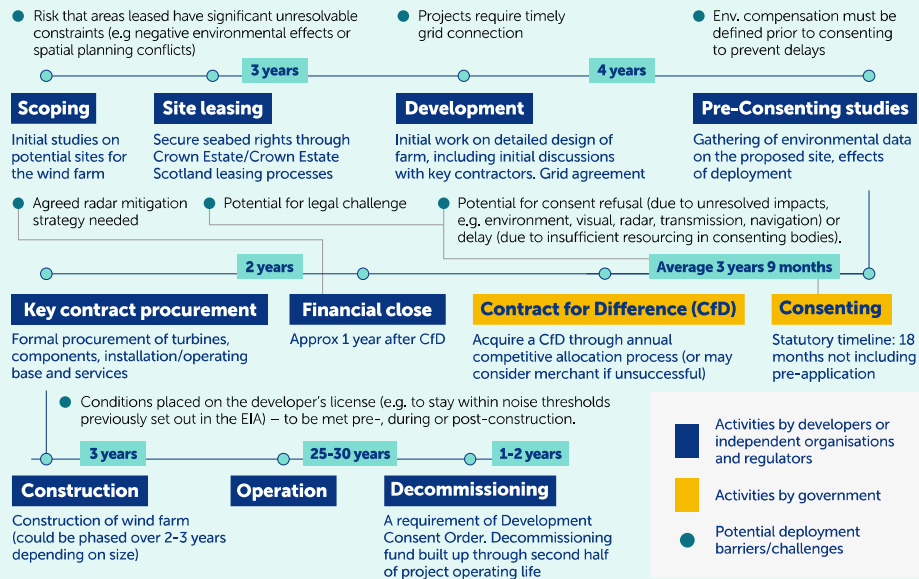 Risk that areas leased have significant unresolvable
constraints (e.g negative environmental effects or
spatial planning conflicts)
Projects require timely
grid connection
Env. compensation must be
defined prior to consenting
to prevent delays
3 years
4 years
Scoping
Initial studies on
potential sites for
the wind farm
Site leasing
Secure seabed rights through
Crown Estate/Crown Estate
Scotland leasing processes
Development
Initial work on detailed design of
farm, including initial discussions
with key contractors. Grid agreement
Pre-Consenting studies
Gathering of environmental data
on the proposed site, effects
of deployment
Agreed radar mitigation
strategy needed
Potential for legal challenge
Potential for consent refusal (due to unresolved impacts,
e.g. environment, visual, radar, transmission, navigation) or
delay (due to insufficient resourcing in consenting bodies).
2 years
Average 3 years 9 months
Key contract procurement
Formal procurement of turbines,
components, installation/operating
base and services
Financial close
Approx 1 year after CfD
Contract for Difference (CfD)
Acquire a CfD through annual
competitive allocation process (or may
consider merchant if unsuccessful)
Consenting
Statutory timeline: 18
months not including
pre-application
Conditions placed on the developer's license (e.g. to stay within noise thresholds
previously set out in the EIA) – to be met pre-, during or post-construction.
3 years
25-30 years
1-2 years
Construction
Construction of wind farm
(could be phased over 2-3 years
depending on size)
Operation
Decommissioning
A requirement of Development
Consent Order. Decommissioning
fund built up through second half
of project operating life
Activities by developers or
independent organisations
and regulators
Activities by government
Potential deployment
barriers/challenges